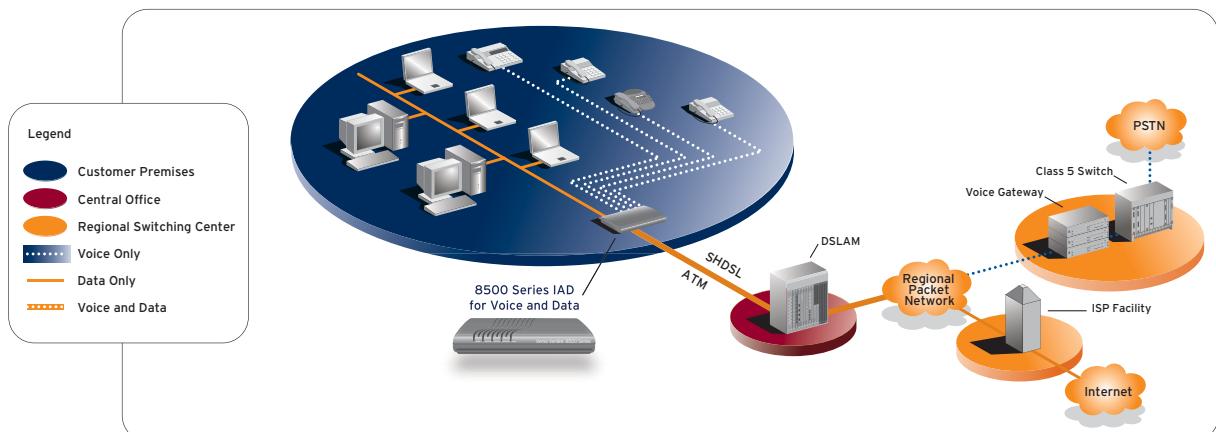 Legend
Customer Premises
Central Office
Regional Switching Center
Voice Only
Data Only
Voice and Data
8500 Series IAD
for Voice and Data
SHDSL
ATM
DSLAM
Regional
Packet
Network
Voice Gateway
Class 5 Switch
PSTN
ISP Facility
Internet